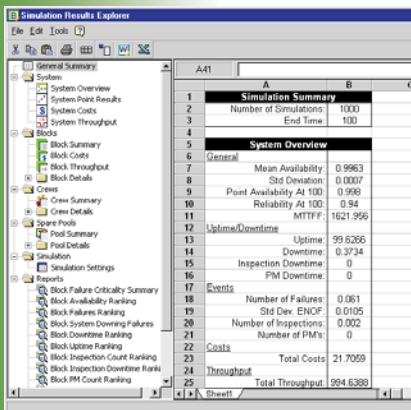 Simulation Results Explorer
File Edit Tools ?
General Summary
System
System Overview
System Point Results
System Costs
System Throughput
Blocks
Block Summary
Block Costs
Block Throughput
Block Details
Crews
Crew Summary
Crew Details
Spare Pools
Pool Summary
Pool Details
Simulation
Simulation Settings
Reports
Block Failure Criticality Summary
Block Availability Ranking
Block Failures Ranking
Block System Downing Failures
Block Downtime Ranking
Block Uptime Ranking
Block Inspection Count Ranking
Block Inspection Downtime Ranki
Block PM Count Ranking
A41
A B C
1 Simulation Summary
2 Number of Simulations: 1000
3 End Time: 100
4
5 System Overview
6 General
7 Mean Availability: 0.9963
8 Std Deviation: 0.0007
9 Point Availability At 100: 0.998
10 Reliability At 100: 0.94
11 MTTFF: 1621.956
12 Uptime/Downtime
13 Uptime: 99.6266
14 Downtime: 0.3734
15 Inspection Downtime: 0
16 PM Downtime: 0
17 Events
18 Number of Failures: 0.061
19 Std Dev. ENOF: 0.0105
20 Number of Inspections: 0.002
21 Number of PM's: 0
22 Costs
23 Total Costs 21.7059
24 Throughput
25 Total Throughput: 994.6388
Sheet1